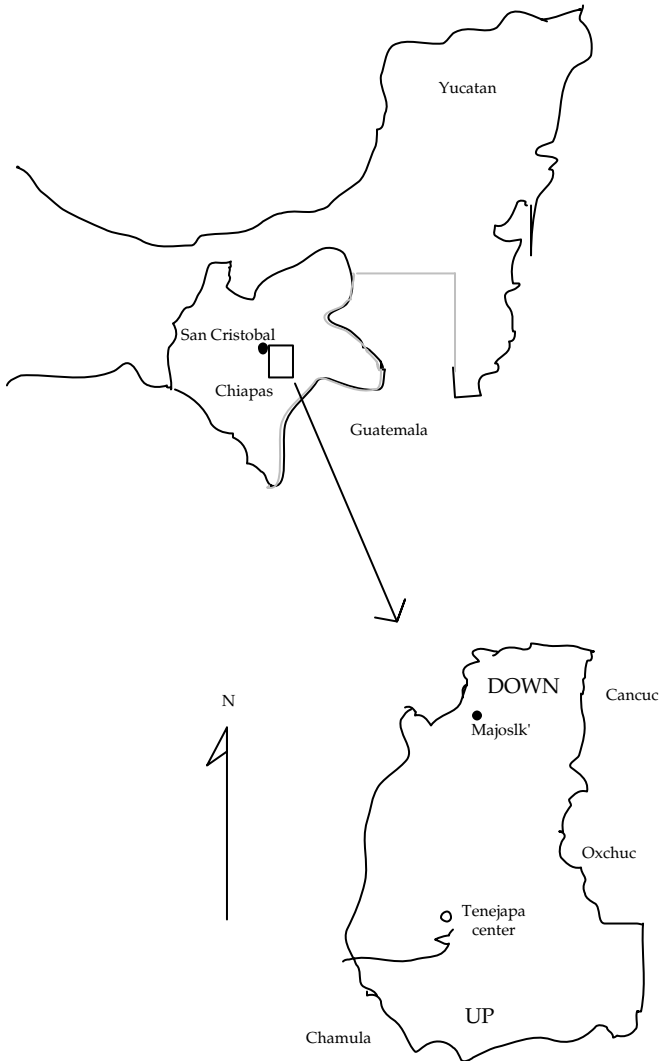 Yucatan
San Cristobal
Chiapas
Guatemala
N
DOWN
Cancuc
Majoslk'
Oxchuc
Tenejapa
center
UP
Chamula